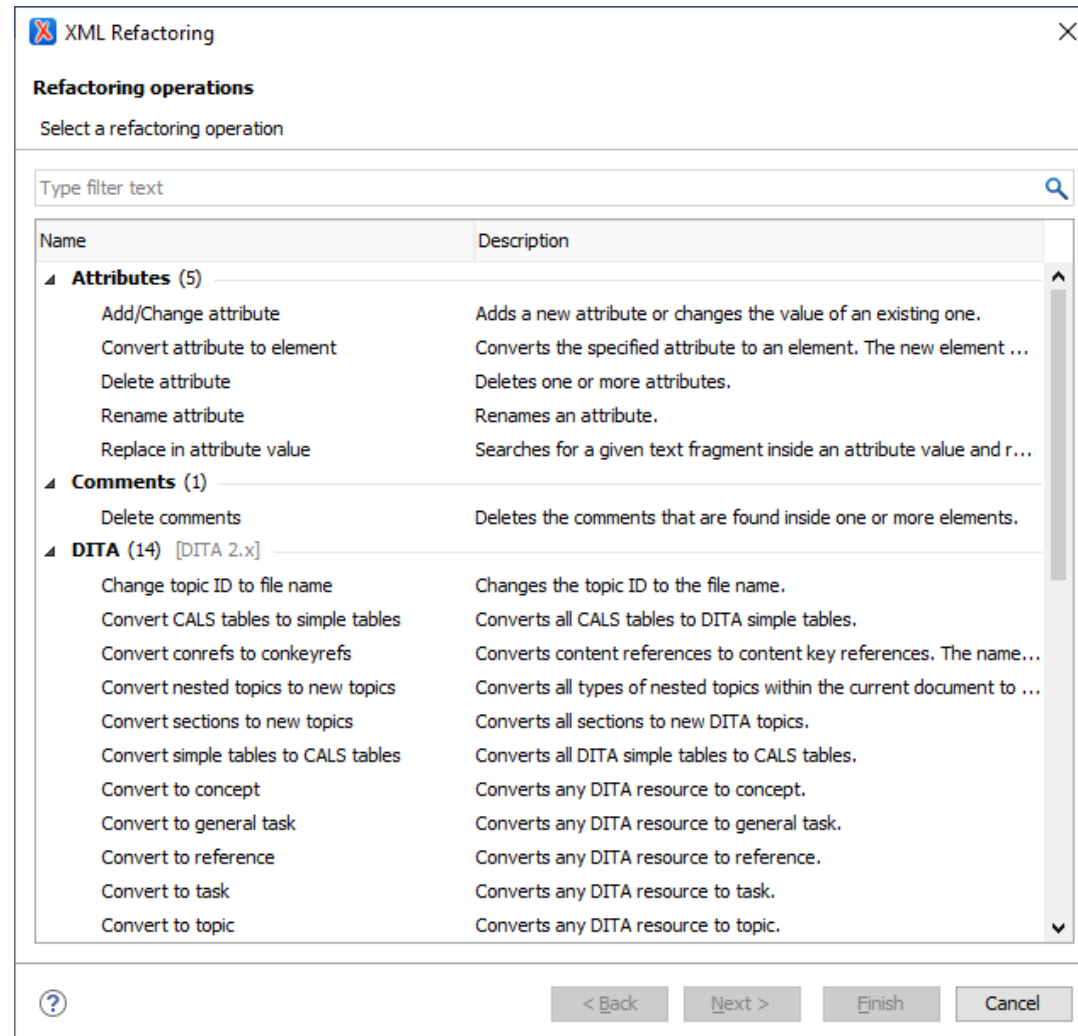 XML Refactoring
Refactoring operations
Select a refactoring operation
Type filter text
Name Description
Attributes (5)
Add/Change attribute Adds a new attribute or changes the value of an existing one.
Convert attribute to element Converts the specified attribute to an element. The new element ...
Delete attribute Deletes one or more attributes.
Rename attribute Renames an attribute.
Replace in attribute value Searches for a given text fragment inside an attribute value and r...
Comments (1)
Delete comments Deletes the comments that are found inside one or more elements.
DITA (14) [DITA 2.x]
Change topic ID to file name Changes the topic ID to the file name.
Convert CALS tables to simple tables Converts all CALS tables to DITA simple tables.
Convert conrefs to conkeyrefs Converts content references to content key references. The name...
Convert nested topics to new topics Converts all types of nested topics within the current document to ...
Convert sections to new topics Converts all sections to new DITA topics.
Convert simple tables to CALS tables Converts all DITA simple tables to CALS tables.
Convert to concept Converts any DITA resource to concept.
Convert to general task Converts any DITA resource to general task.
Convert to reference Converts any DITA resource to reference.
Convert to task Converts any DITA resource to task.
Convert to topic Converts any DITA resource to topic.
? < Back Next > Finish Cancel